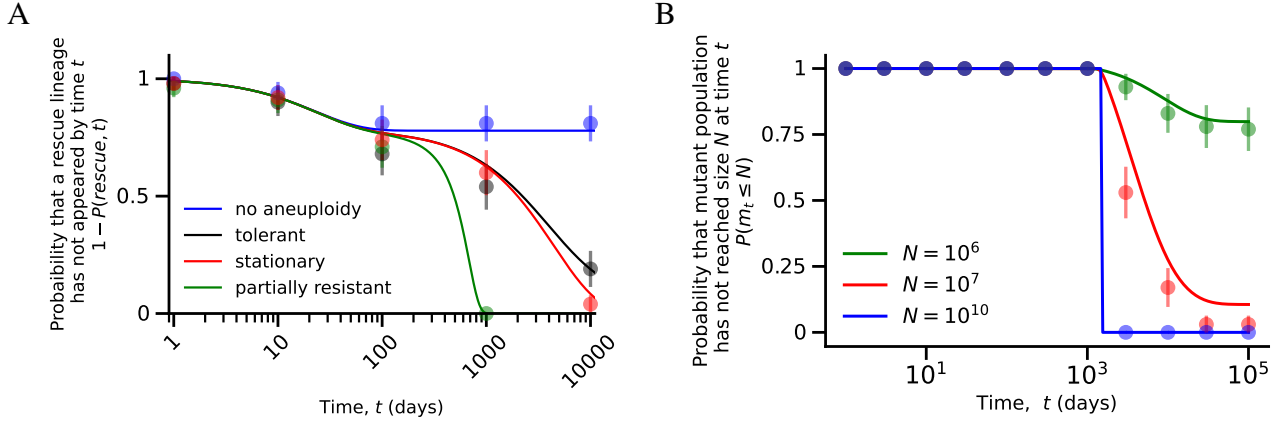 A
Probaibility that a rescue lineage
has not appeared by time t
1 − P(rescue, t)
1
0.5
0
no aneuploidy
tolerant
stationary
partially resistant
1
10
100
1000
10000
Time, t (days)
B
Probability that mutant population
has not reached size N at time t
P(m_t ≤ N)
1
0.75
0.5
0.25
0
N = 10^6
N = 10^7
N = 10^10
10^1
10^3
10^5
Time, t (days)